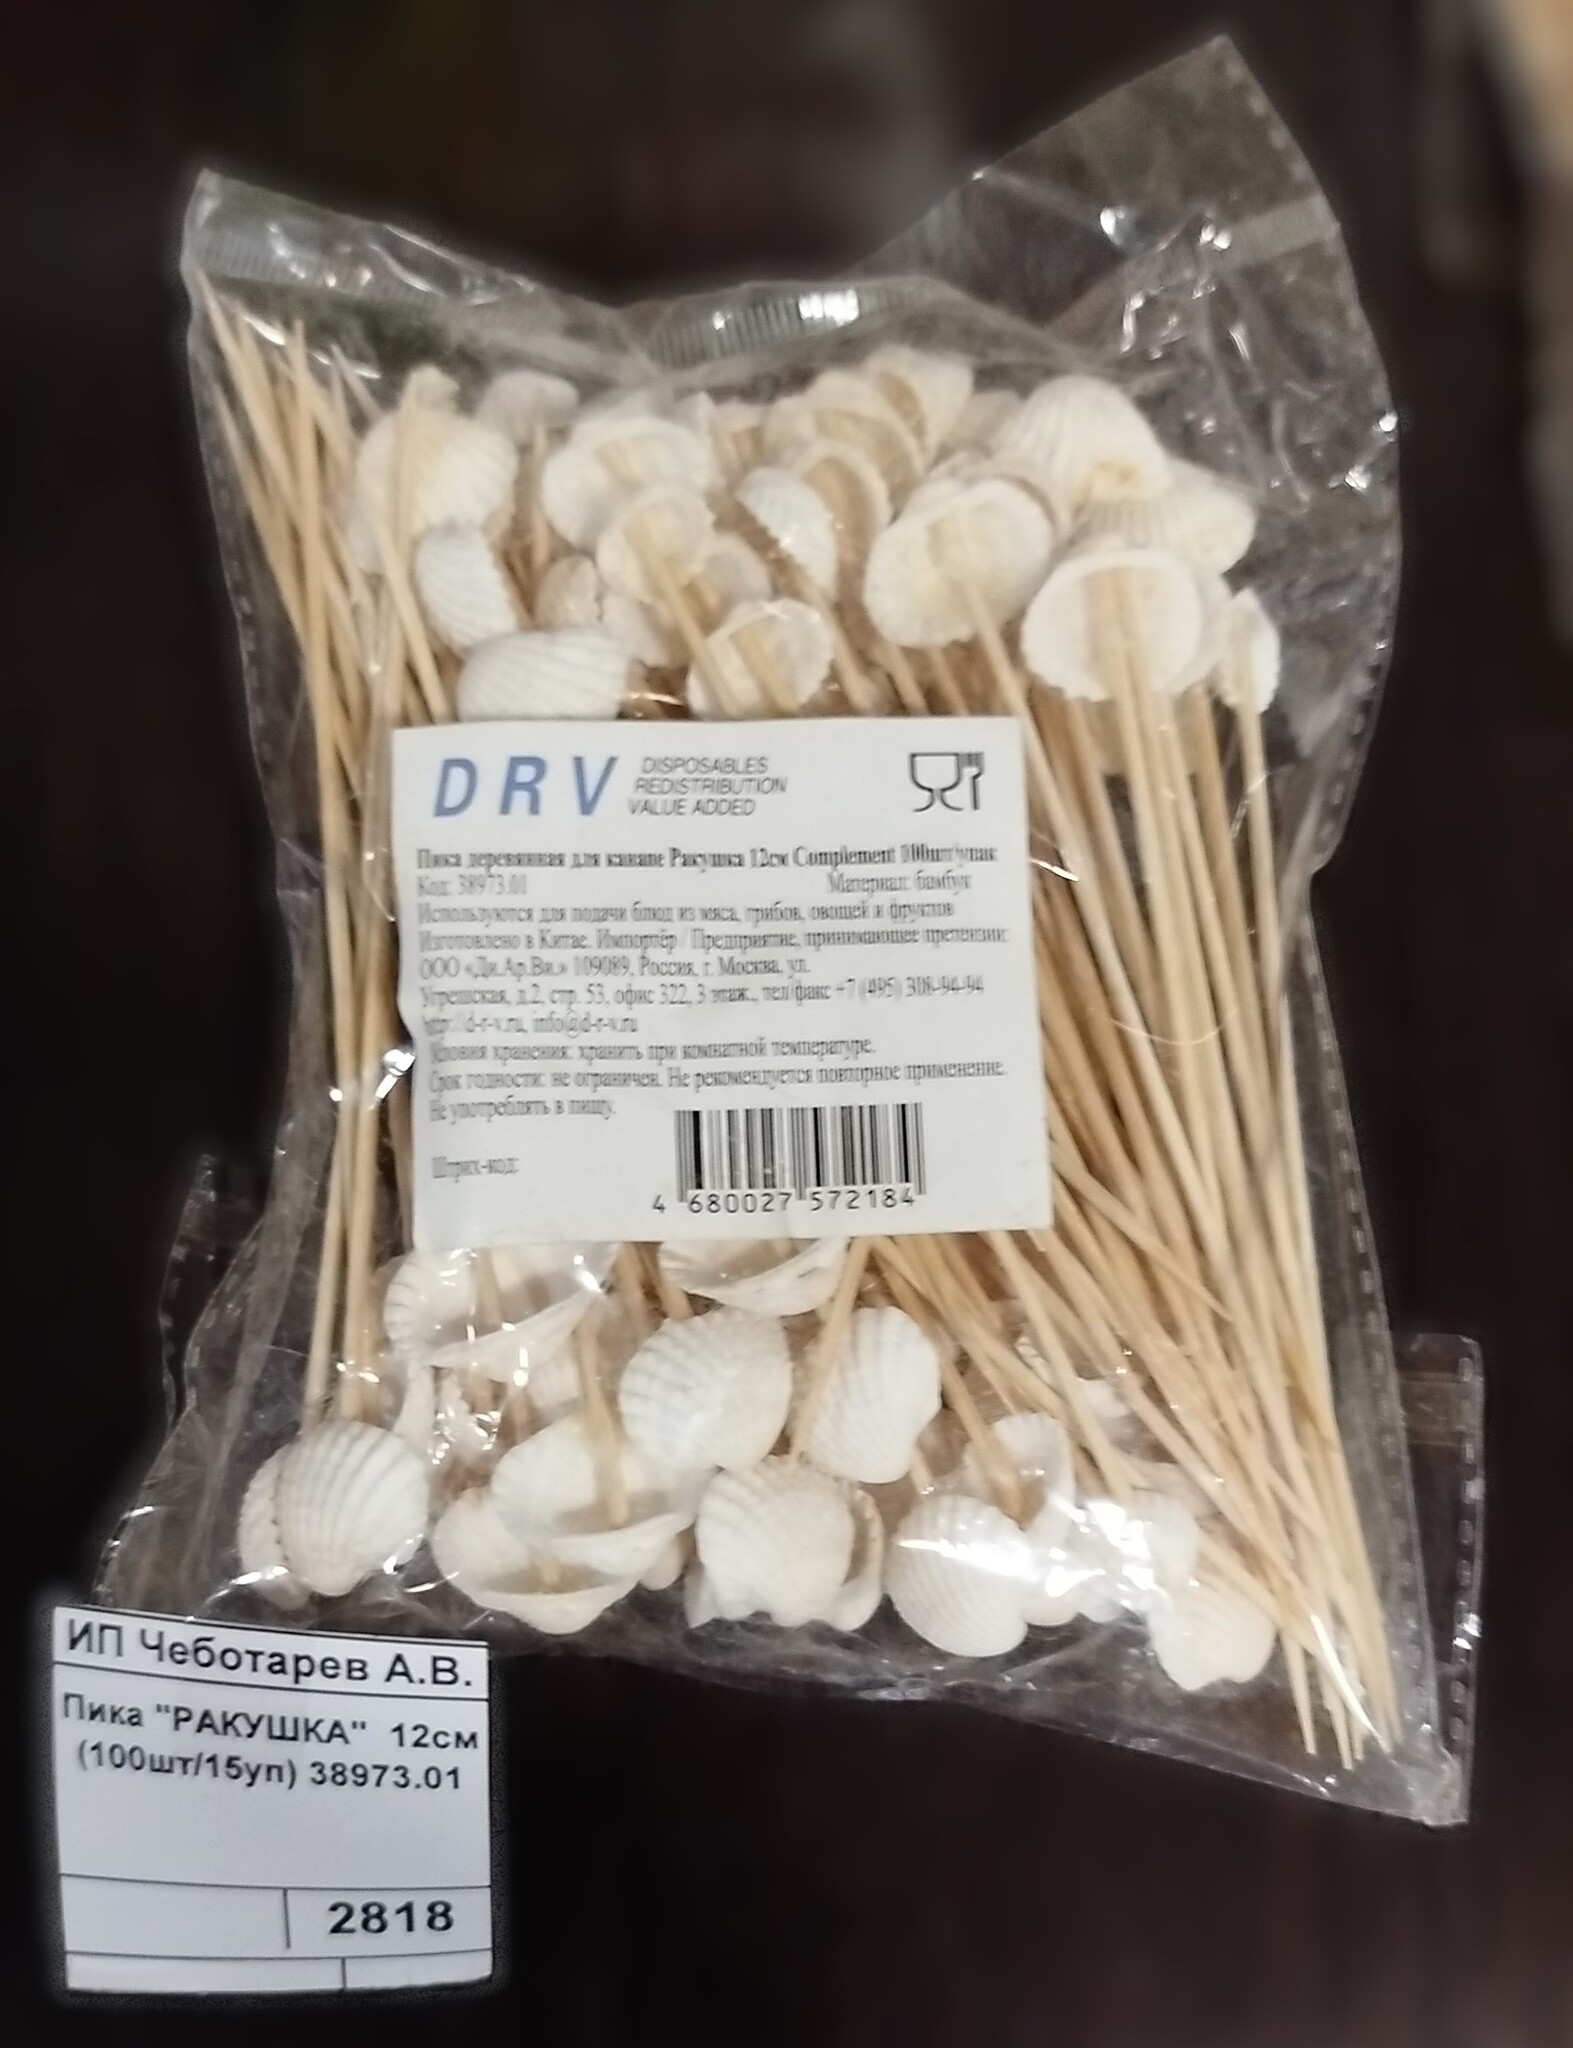 D R V
DISPOSABLES
REDISTRIBUTION
VALUE ADDED
Пика деревянная для канапе Ракушка 12см Complement 100шт/упак
Код: 38973.01 Материал: бамбук
Используются для подачи блюд из мяса, грибов, овощей и фруктов
Изготовлено в Китае. Импортёр / Предприятие, принимающее претензии:
ООО «Ди.Ар.Ви.» 109089, Россия, г. Москва, ул.
Угрешская, д.2, стр. 53, офис 322, 3 этаж., тел/факс +7 (495) 308-94-94
http://d-r-v.ru, info@d-r-v.ru
Условия хранения: хранить при комнатной температуре.
Срок годности: не ограничен. Не рекомендуется повторное применение.
Не употреблять в пищу.
Штрих-код:
4 680027 572184
ИП Чеботарев А.В.
Пика "РАКУШКА" 12см
(100шт/15уп) 38973.01
2818